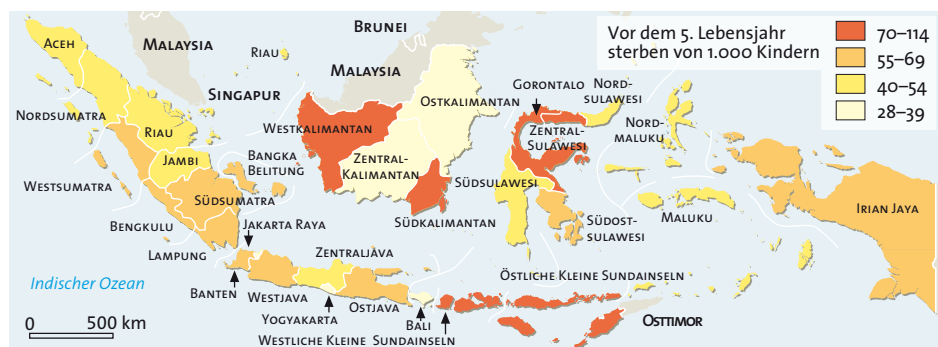 BRUNEI
Vor dem 5. Lebensjahr
sterben von 1.000 Kindern
70–114
55–69
40–54
28–39
ACEH
MALAYSIA
RIAU
MALAYSIA
GORONTALO
NORD-
SULAWESI
SINGAPUR
OSTKALIMANTAN
NORDSUMATRA
RIAU
WESTKALIMANTAN
ZENTRAL-
SULAWESI
NORD-
MALUKU
JAMBI
BANGKA
BELITUNG
ZENTRAL-
KALIMANTAN
WESTSUMATRA
SÜDSUMATRA
SÜDSULAWESI
SÜDKALIMANTAN
SÜDOST-
SULAWESI
MALUKU
IRIAN JAYA
BENGKULU
JAKARTA RAYA
LAMPUNG
ZENTRALJAVA
Indischer Ozean
BANTEN
WESTJAVA
OSTJAVA
ÖSTLICHE KLEINE SUNDAINSELN
YOGYAKARTA
BALI
OSTTIMOR
WESTLICHE KLEINE SUNDAINSELN
0 500 km